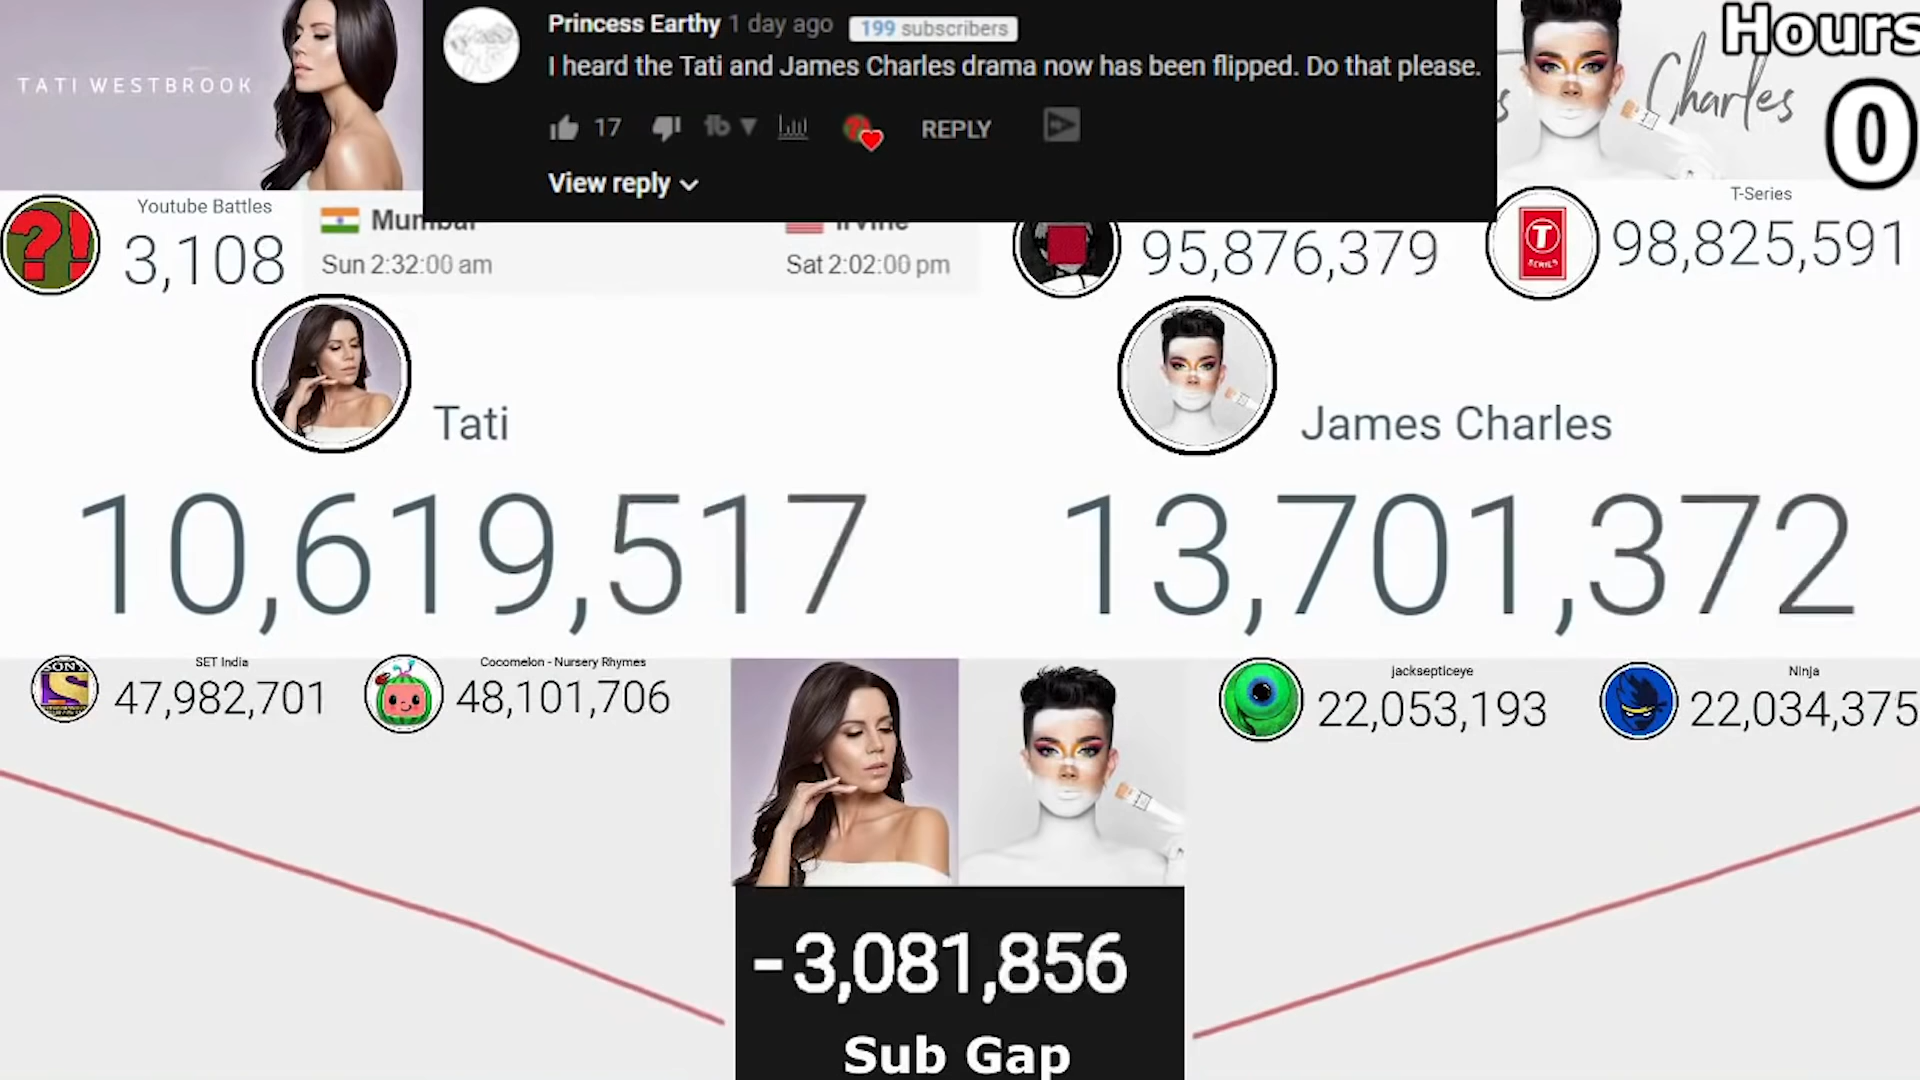 TATI WESTBROOK
Princess Earthy 1 day ago 199 subscribers
I heard the Tati and James Charles drama now has been flipped. Do that please.
17
REPLY
View reply
Charles
Hours
0
Youtube Battles
3,108
Mumbai
Sun 2:32:00 am
Irvine
Sat 2:02:00 pm
95,876,379
T-Series
98,825,591
T
SERIES
?!
Tati
10,619,517
James Charles
13,701,372
SONY
S
SET India
47,982,701
Cocomelon - Nursery Rhymes
48,101,706
jacksepticeye
22,053,193
Ninja
22,034,375
-3,081,856
Sub Gap